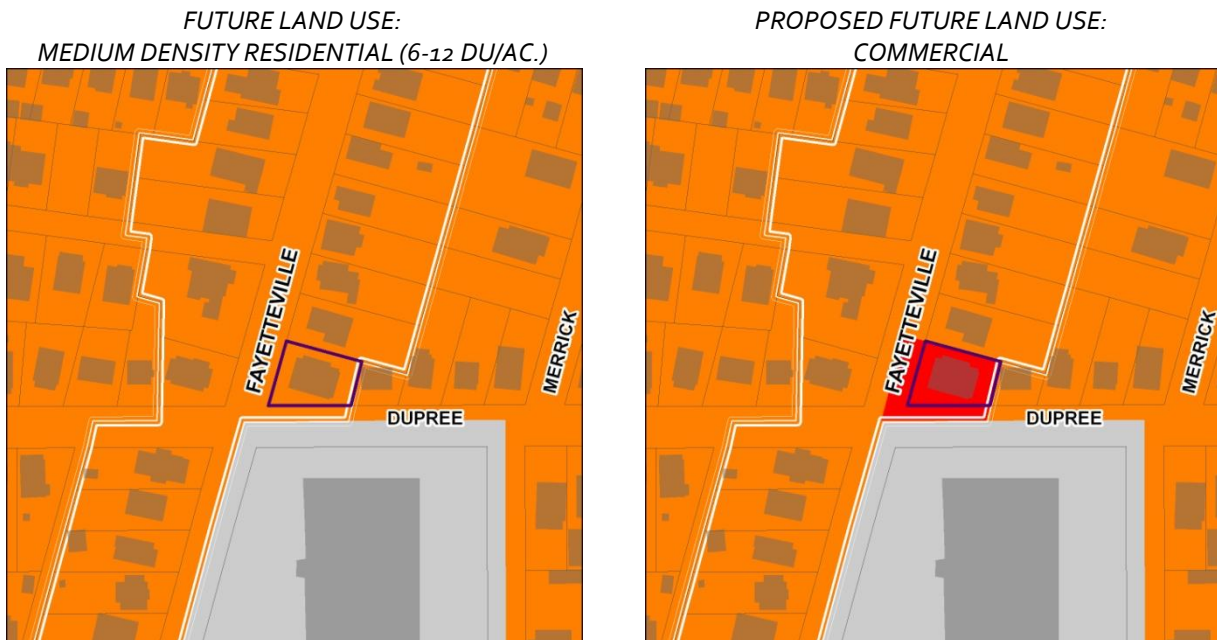 FUTURE LAND USE:
MEDIUM DENSITY RESIDENTIAL (6-12 DU/AC.)
FAYETTEVILLE
MERRICK
DUPREE
PROPOSED FUTURE LAND USE:
COMMERCIAL
FAYETTEVILLE
MERRICK
DUPREE